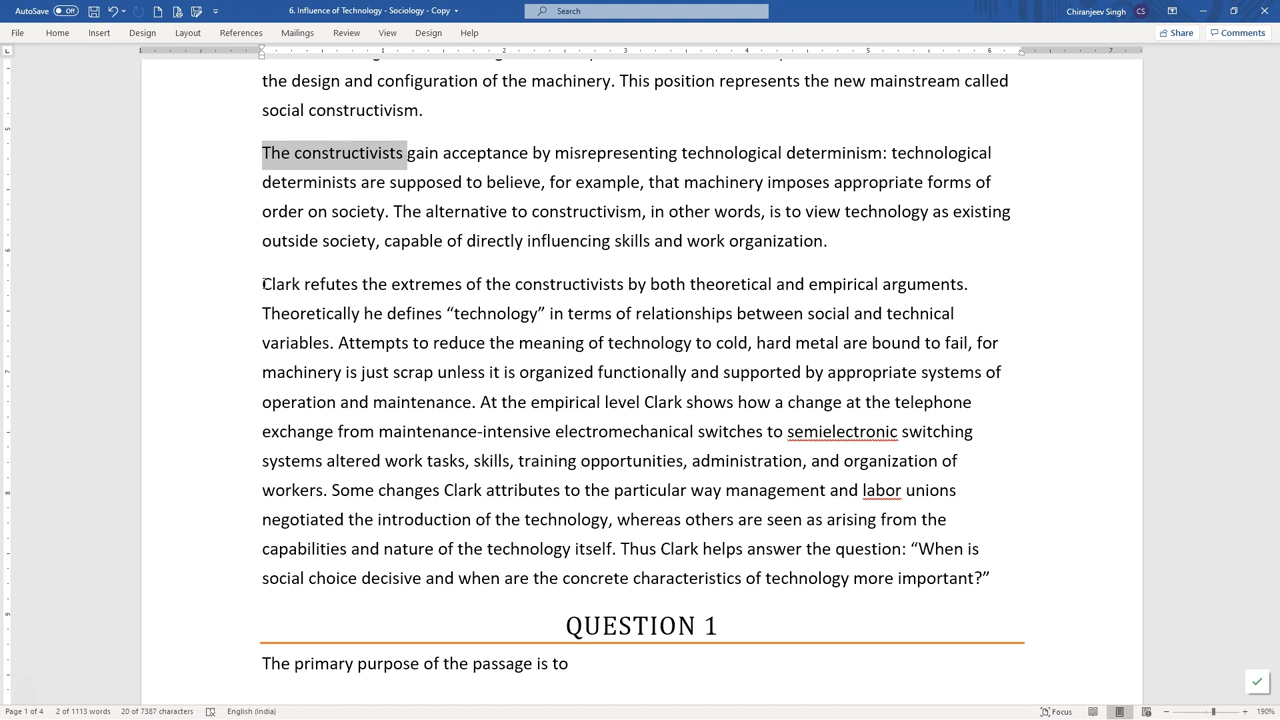 AutoSave Off 6. Influence of Technology - Sociology - Copy Search Chiranjeev Singh CS
File Home Insert Design Layout References Mailings Review View Design Help Share Comments
1 1 2 3 4 5 6 7
the design and configuration of the machinery. This position represents the new mainstream called
social constructivism.
The constructivists gain acceptance by misrepresenting technological determinism: technological
determinists are supposed to believe, for example, that machinery imposes appropriate forms of
order on society. The alternative to constructivism, in other words, is to view technology as existing
outside society, capable of directly influencing skills and work organization.
Clark refutes the extremes of the constructivists by both theoretical and empirical arguments.
Theoretically he defines “technology” in terms of relationships between social and technical
variables. Attempts to reduce the meaning of technology to cold, hard metal are bound to fail, for
machinery is just scrap unless it is organized functionally and supported by appropriate systems of
operation and maintenance. At the empirical level Clark shows how a change at the telephone
exchange from maintenance-intensive electromechanical switches to semielectronic switching
systems altered work tasks, skills, training opportunities, administration, and organization of
workers. Some changes Clark attributes to the particular way management and labor unions
negotiated the introduction of the technology, whereas others are seen as arising from the
capabilities and nature of the technology itself. Thus Clark helps answer the question: “When is
social choice decisive and when are the concrete characteristics of technology more important?”
QUESTION 1
The primary purpose of the passage is to
Page 1 of 4 2 of 1113 words 20 of 7387 characters English (India) Focus 190%